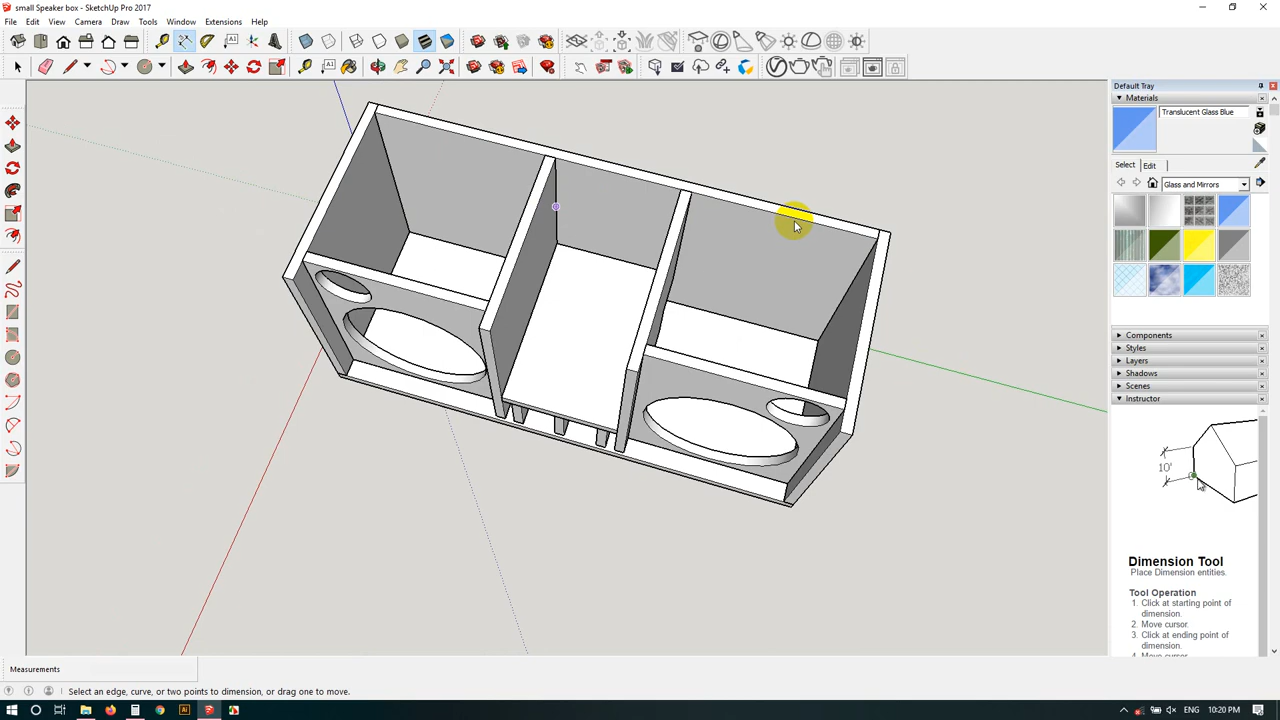 small Speaker box - SketchUp Pro 2017
File Edit View Camera Draw Tools Window Extensions Help
Default Tray
Materials
Translucent Glass Blue
Select Edit
Glass and Mirrors
Components
Styles
Layers
Shadows
Scenes
Instructor
10'
Dimension Tool
Place Dimension entities.
Tool Operation
1. Click at starting point of
dimension.
2. Move cursor.
3. Click at ending point of
dimension.
4. Move cursor
Measurements
Select an edge, curve, or two points to dimension, or drag one to move.
ENG 10:20 PM